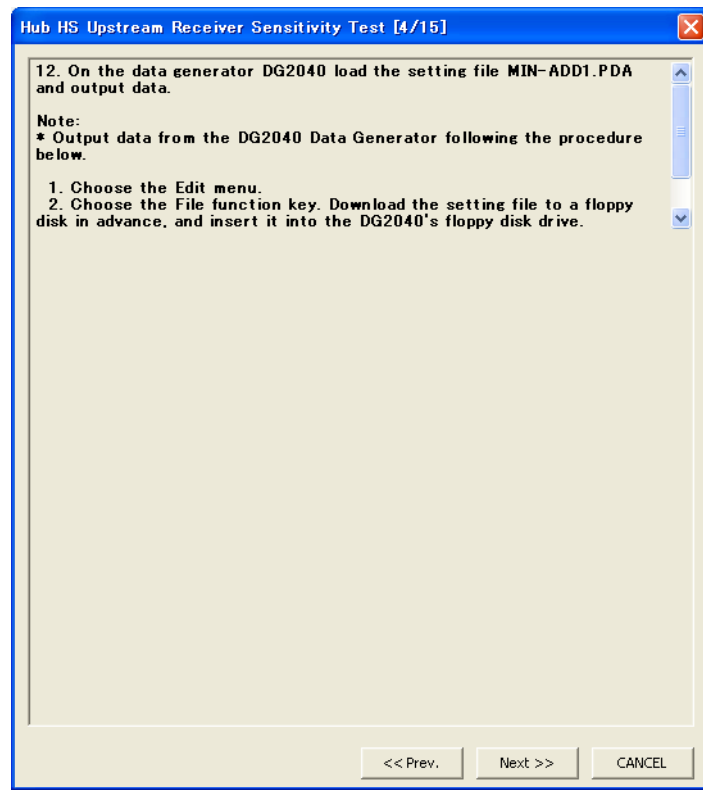 Hub HS Upstream Receiver Sensitivity Test [4/15]
12. On the data generator DG2040 load the setting file MIN-ADD1.PDA
and output data.
Note:
* Output data from the DG2040 Data Generator following the procedure
below.
1. Choose the Edit menu.
2. Choose the File function key. Download the setting file to a floppy
disk in advance, and insert it into the DG2040's floppy disk drive.
<< Prev. Next >> CANCEL